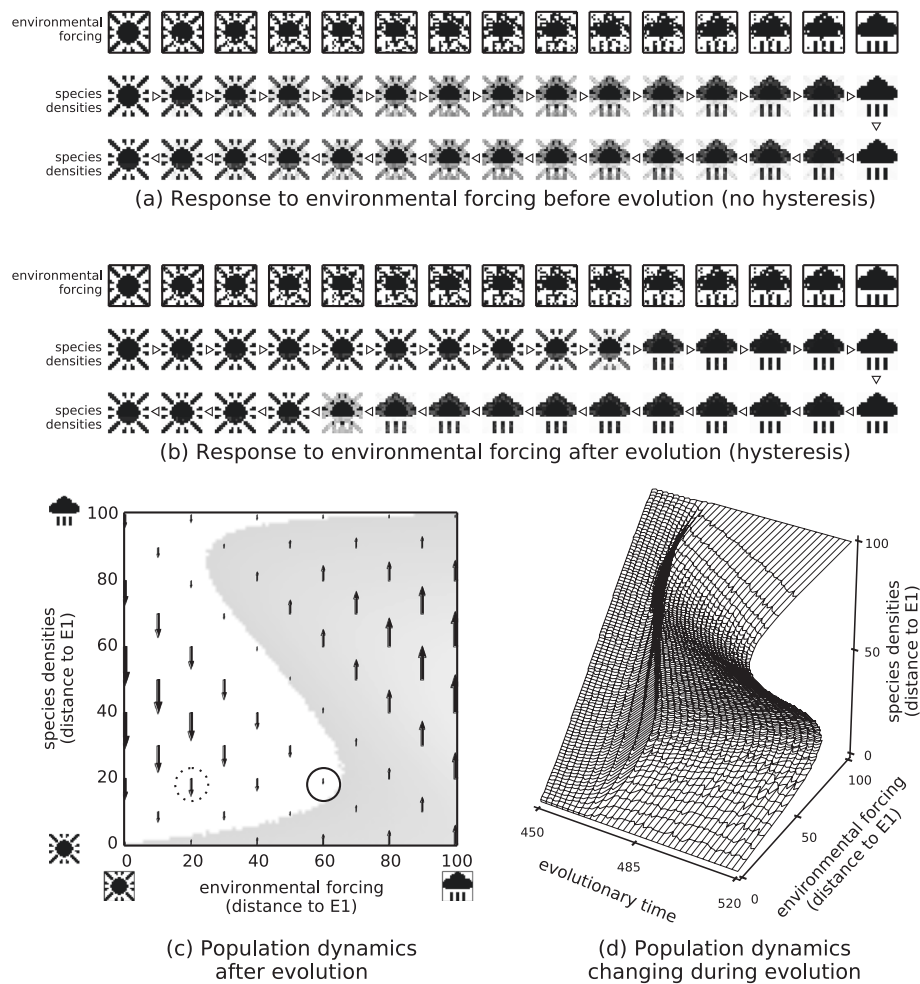 environmental
forcing
species
densities
species
densities
(a) Response to environmental forcing before evolution (no hysteresis)
environmental
forcing
species
densities
species
densities
(b) Response to environmental forcing after evolution (hysteresis)
100
80
60
40
20
0
species densities
(distance to E1)
0 20 40 60 80 100
environmental forcing
(distance to E1)
(c) Population dynamics
after evolution
100
50
0
species densities
(distance to E1)
100
50
0
environmental forcing
(distance to E1)
450
485
520
evolutionary time
(d) Population dynamics
changing during evolution